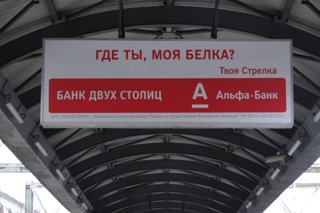 ГДЕ ТЫ, МОЯ БЕЛКА?
Твоя Стрелка
БАНК ДВУХ СТОЛИЦ
А Альфа-Банк